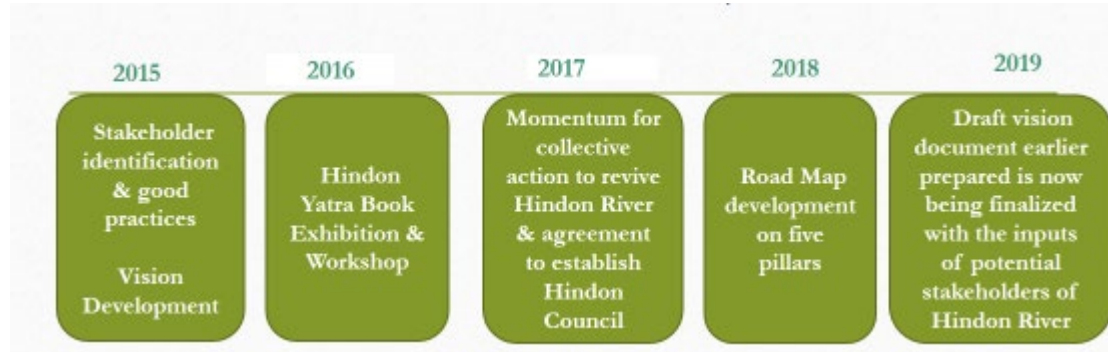 2015
Stakeholder
identification
& good
practices
Vision
Development
2016
Hindon
Yatra Book
Exhibition &
Workshop
2017
Momentum for
collective
action to revive
Hindon River
& agreement
to establish
Hindon
Council
2018
Road Map
development
on five
pillars
2019
Draft vision
document earlier
prepared is now
being finalized
with the inputs
of potential
stakeholders of
Hindon River